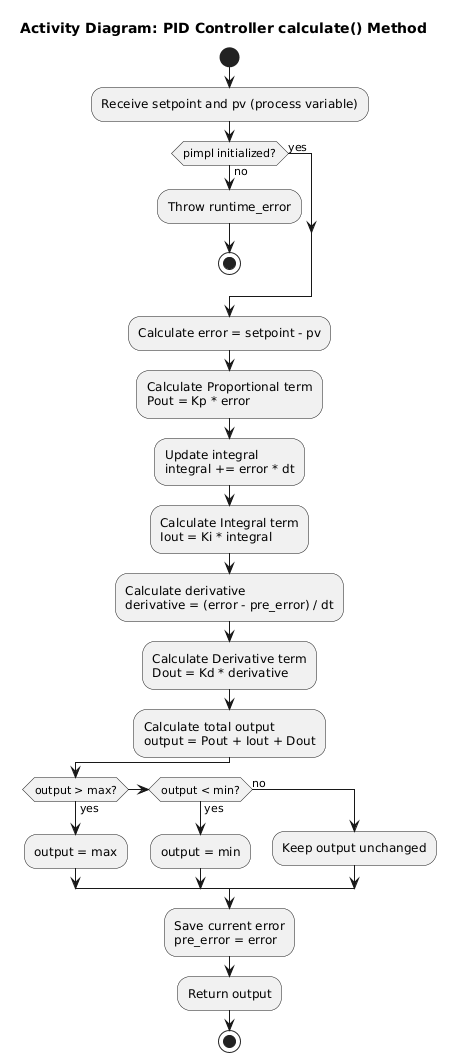 Activity Diagram: PID Controller calculate() Method
Receive setpoint and pv (process variable)
pimpl initialized?
yes
no
Throw runtime_error
Calculate error = setpoint - pv
Calculate Proportional term
Pout = Kp * error
Update integral
integral += error * dt
Calculate Integral term
Iout = Ki * integral
Calculate derivative
derivative = (error - pre_error) / dt
Calculate Derivative term
Dout = Kd * derivative
Calculate total output
output = Pout + Iout + Dout
output > max?
output < min?
no
yes
yes
output = max
output = min
Keep output unchanged
Save current error
pre_error = error
Return output